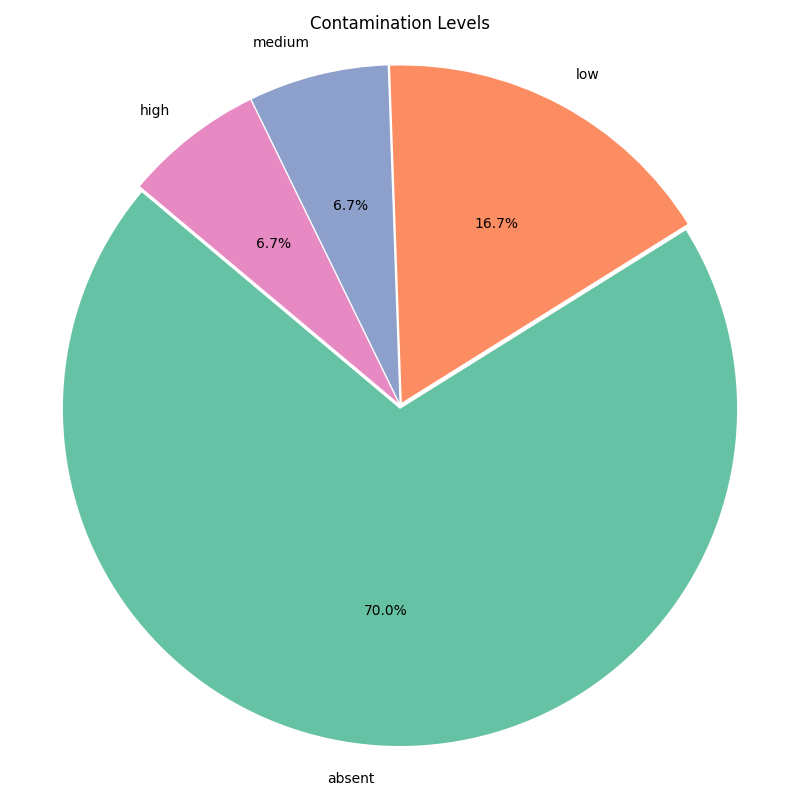 Contamination Levels
medium
low
high
6.7%
16.7%
6.7%
70.0%
absent